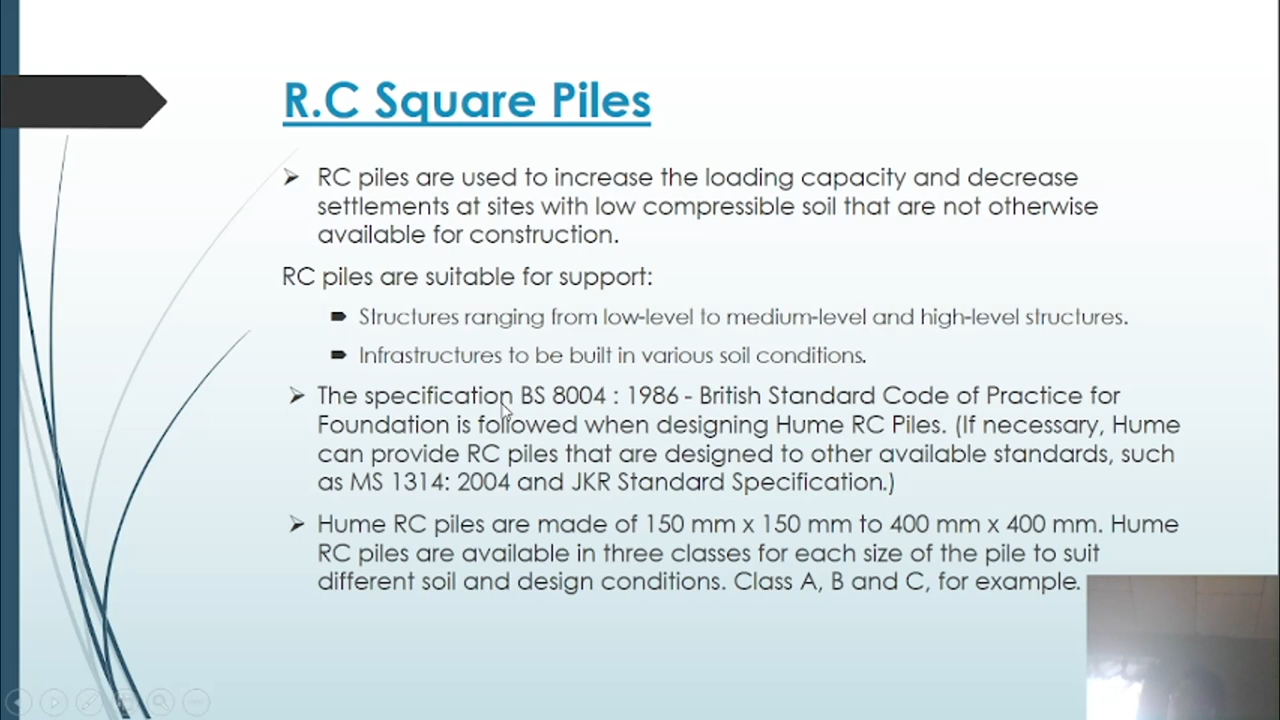 R.C Square Piles
RC piles are used to increase the loading capacity and decrease
settlements at sites with low compressible soil that are not otherwise
available for construction.
RC piles are suitable for support:
Structures ranging from low-level to medium-level and high-level structures.
Infrastructures to be built in various soil conditions.
The specification BS 8004 : 1986 - British Standard Code of Practice for
Foundation is followed when designing Hume RC Piles. (If necessary, Hume
can provide RC piles that are designed to other available standards, such
as MS 1314: 2004 and JKR Standard Specification.)
Hume RC piles are made of 150 mm x 150 mm to 400 mm x 400 mm. Hume
RC piles are available in three classes for each size of the pile to suit
different soil and design conditions. Class A, B and C, for example.